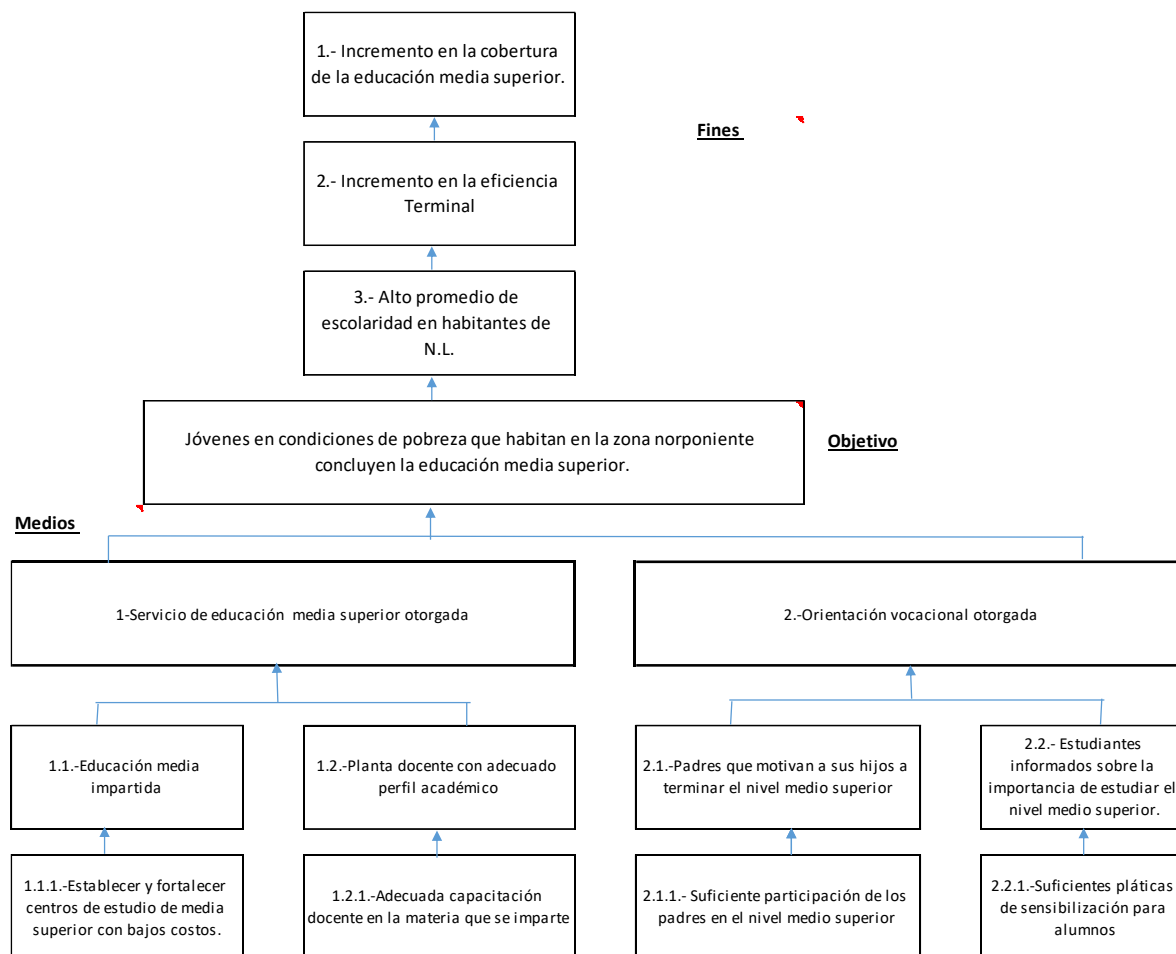 1.- Incremento en la cobertura
de la educación media superior.
Fines
2.- Incremento en la eficiencia
Terminal
3.- Alto promedio de
escolaridad en habitantes de
N.L.
Jóvenes en condiciones de pobreza que habitan en la zona norponiente
concluyen la educación media superior.
Objetivo
Medios
1-Servicio de educación media superior otorgada
2.-Orientación vocacional otorgada
1.1.-Educación media
impartida
1.2.-Planta docente con adecuado
perfil académico
2.1.-Padres que motivan a sus hijos a
terminar el nivel medio superior
2.2.- Estudiantes
informados sobre la
importancia de estudiar el
nivel medio superior.
1.1.1.-Establecer y fortalecer
centros de estudio de media
superior con bajos costos.
1.2.1.-Adecuada capacitación
docente en la materia que se imparte
2.1.1.- Suficiente participación de los
padres en el nivel medio superior
2.2.1.-Suficientes pláticas
de sensibilización para
alumnos